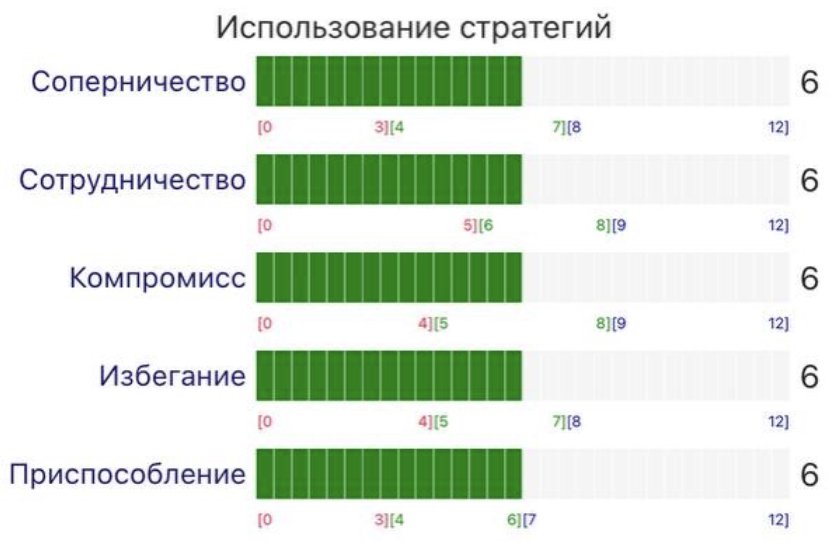 Использование стратегий
Соперничество 6
[0 3][4 7][8 12]
Сотрудничество 6
[0 5][6 8][9 12]
Компромисс 6
[0 4][5 8][9 12]
Избегание 6
[0 4][5 7][8 12]
Приспособление 6
[0 3][4 6][7 12]